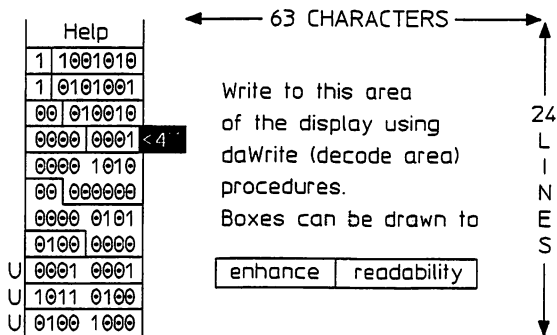 63 CHARACTERS
Help
1 1001010
1 0101001
00 010010
0000 0001 <4
0000 1010
00 000000
0000 0101
0100 0000
U 0001 0001
U 1011 0100
U 0100 1000
Write to this area
of the display using
daWrite (decode area)
procedures.
Boxes can be drawn to
enhance readability
24
L
I
N
E
S